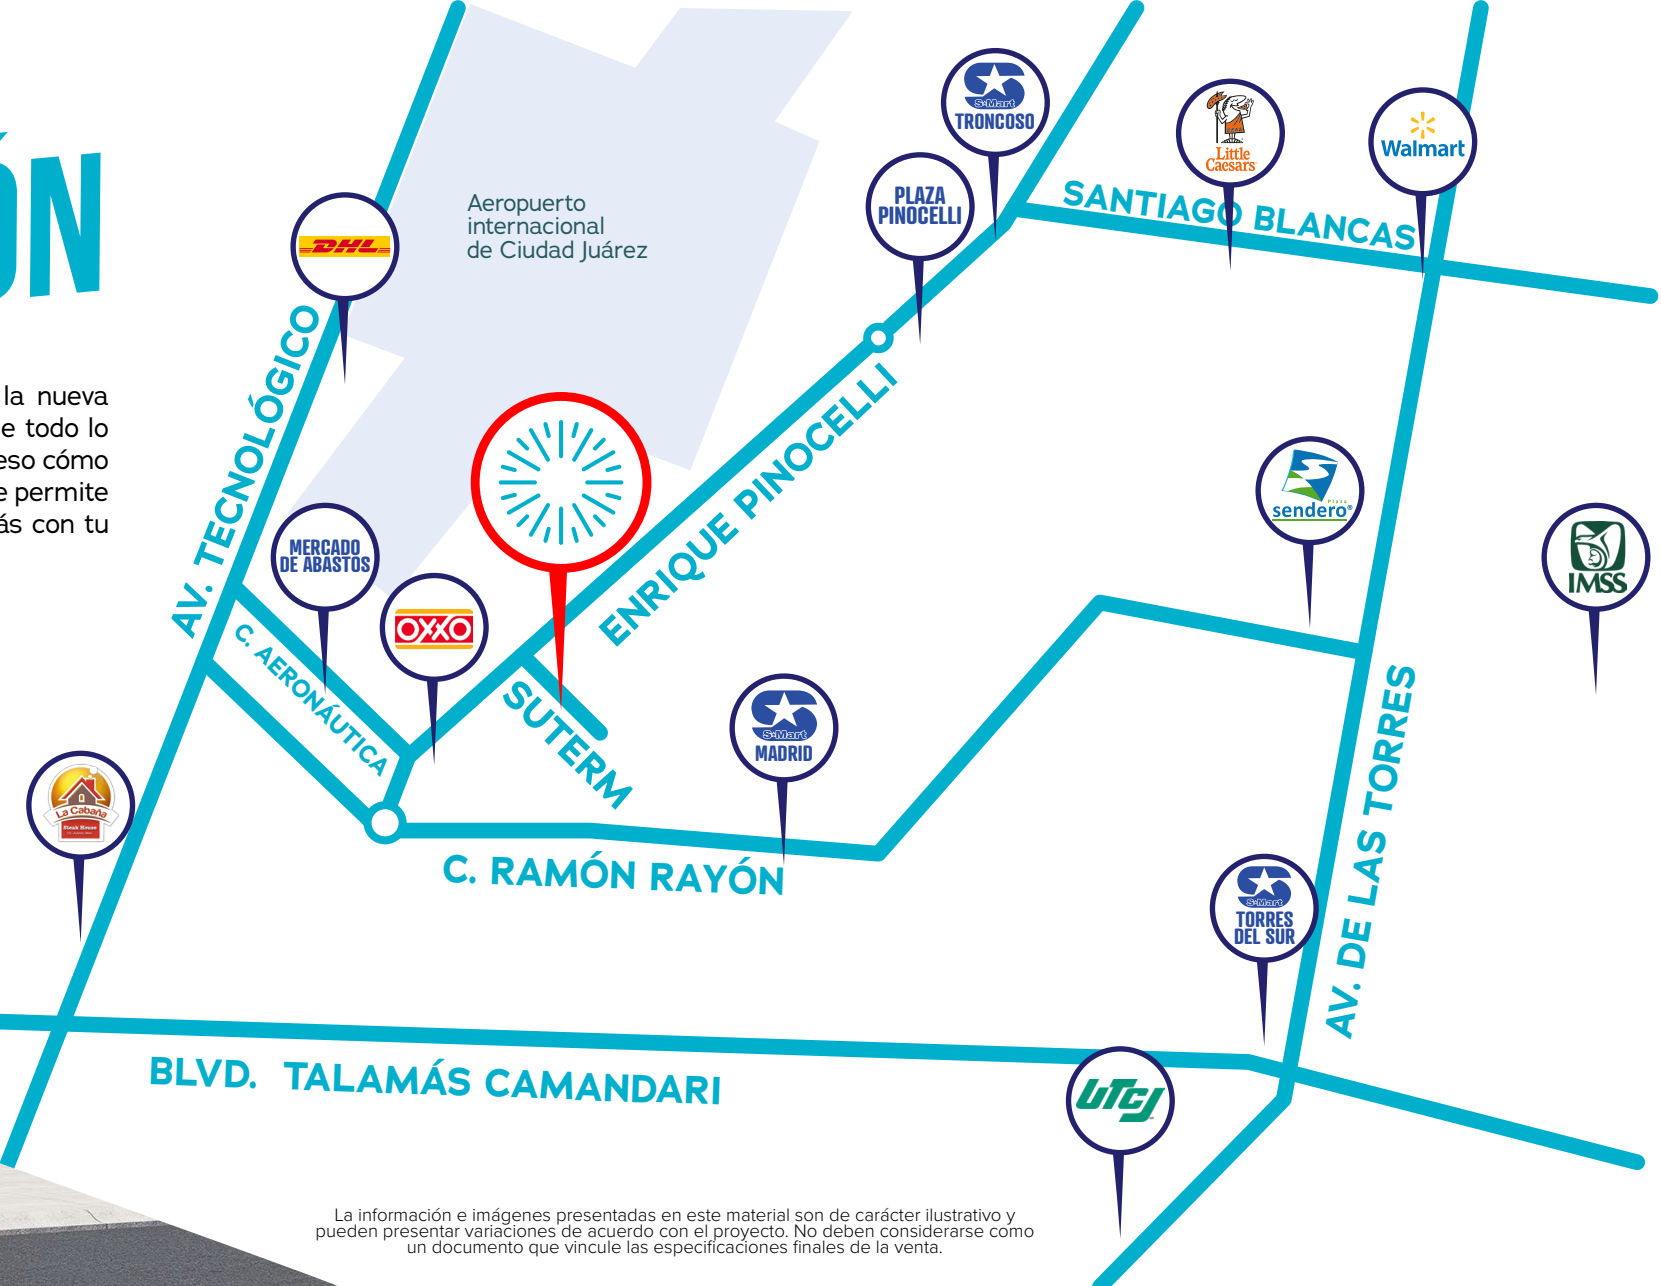 ÓN
la nueva
e todo lo
eso cómo
e permite
ás con tu
Aeropuerto
internacional
de Ciudad Juárez
DHL
S-Mart
TRONCOSO
PLAZA
PINOCELLI
Little
Caesars
Walmart
SANTIAGO BLANCAS
AV. TECNOLÓGICO
ENRIQUE PINOCELLI
MERCADO
DE ABASTOS
OXXO
C. AERONÁUTICA
SUTERM
Plaza
sendero®
IMSS
S-Mart
MADRID
La Cabaña
Steak House
C. RAMÓN RAYÓN
AV. DE LAS TORRES
S-Mart
TORRES
DEL SUR
BLVD. TALAMÁS CAMANDARI
UTCJ
La información e imágenes presentadas en este material son de carácter ilustrativo y
pueden presentar variaciones de acuerdo con el proyecto. No deben considerarse como
un documento que vincule las especificaciones finales de la venta.